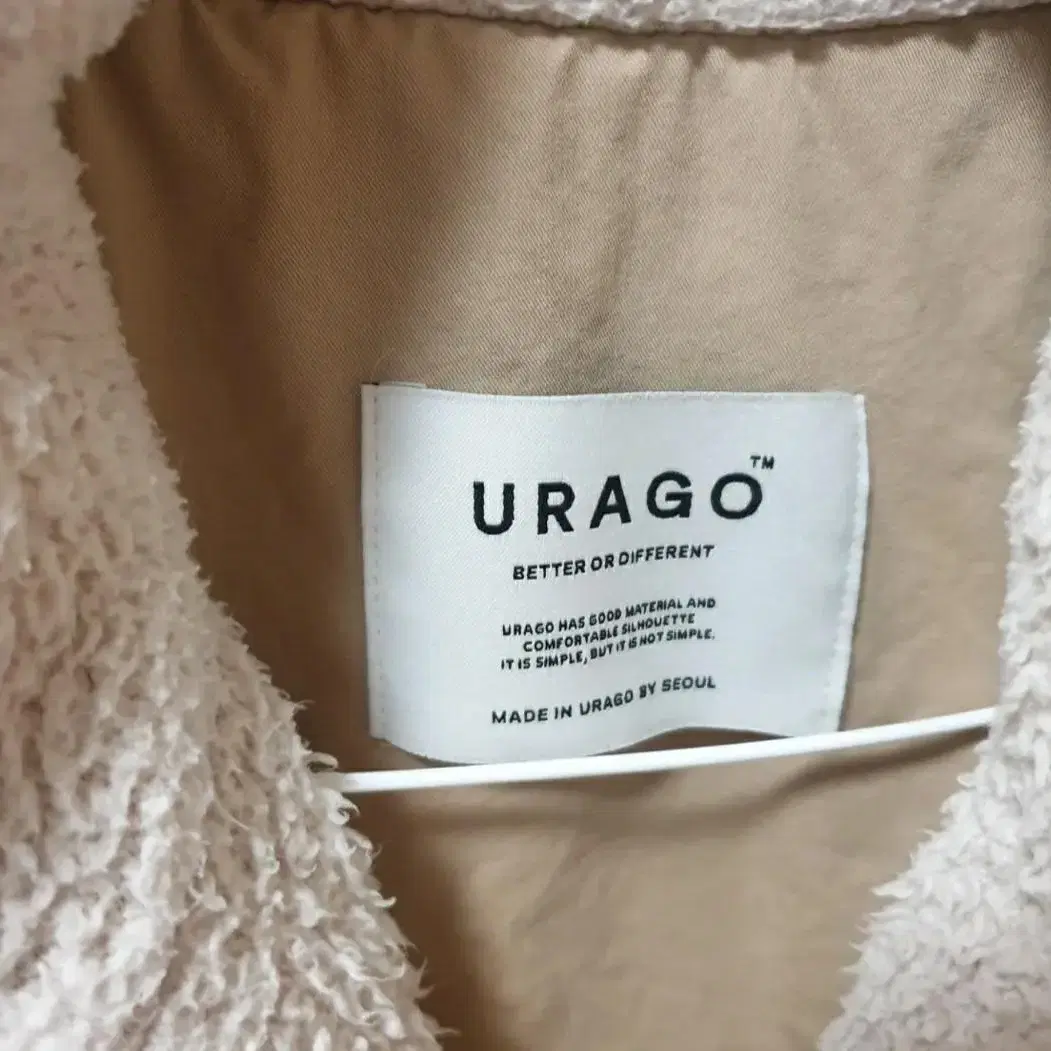 URAGO™
BETTER OR DIFFERENT
URAGO HAS GOOD MATERIAL AND
COMFORTABLE SILHOUETTE
IT IS SIMPLE, BUT IT IS NOT SIMPLE.
MADE IN URAGO BY SEOUL